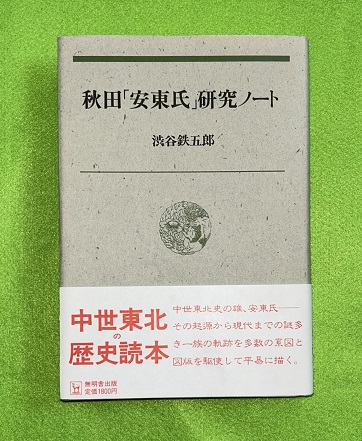 秋田「安東氏」研究ノート
渋谷鉄五郎
中世東北
の
歴史読本
中世東北史の雄、安東氏──
その起源から現代までの謎多
き一族の軌跡を多数の系図と
図版を駆使して平易に描く。
無明舎出版
定価1800円